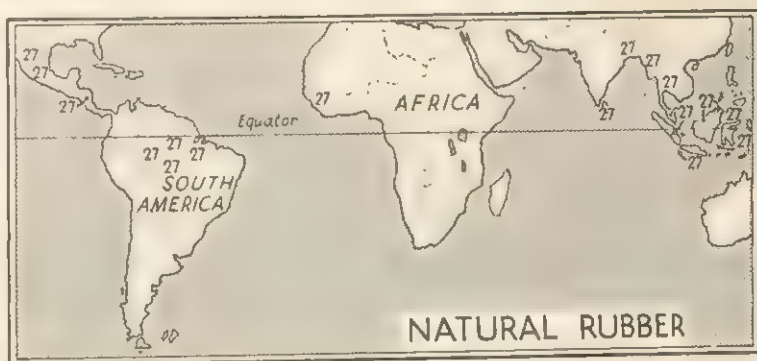 27
27 27
27 27
27 27 AFRICA 27 27 27
Equator 27
27 27
27 27 27
27
SOUTH
AMERICA
NATURAL RUBBER